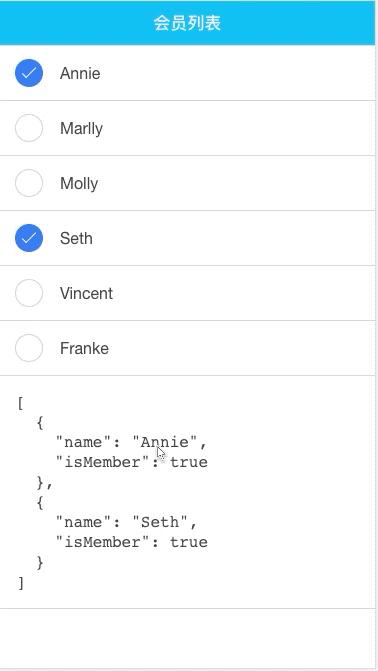 会员列表
Annie
Marlly
Molly
Seth
Vincent
Franke
[
  {
    "name": "Annie",
    "isMember": true
  },
  {
    "name": "Seth",
    "isMember": true
  }
]